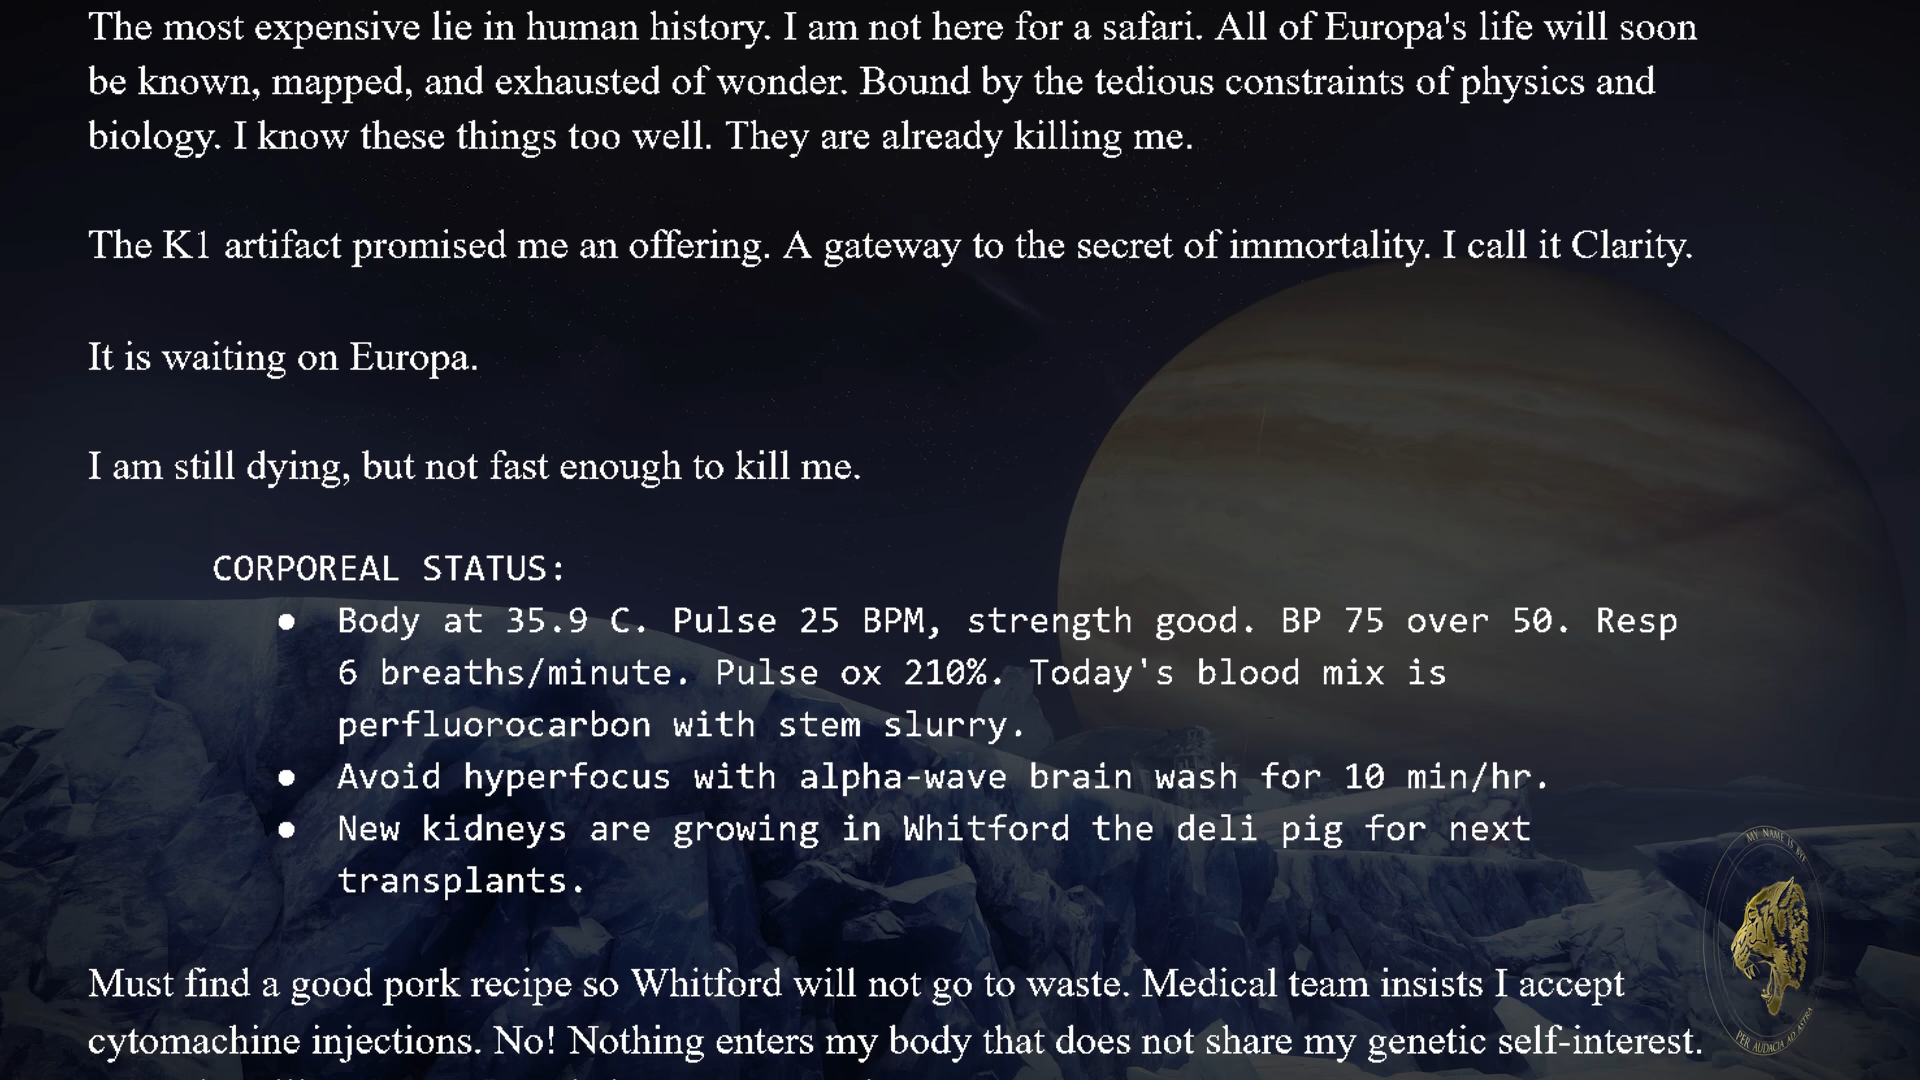 The most expensive lie in human history. I am not here for a safari. All of Europa's life will soon
be known, mapped, and exhausted of wonder. Bound by the tedious constraints of physics and
biology. I know these things too well. They are already killing me.
The K1 artifact promised me an offering. A gateway to the secret of immortality. I call it Clarity.
It is waiting on Europa.
I am still dying, but not fast enough to kill me.
CORPOREAL STATUS:
● Body at 35.9 C. Pulse 25 BPM, strength good. BP 75 over 50. Resp
6 breaths/minute. Pulse ox 210%. Today's blood mix is
perfluorocarbon with stem slurry.
● Avoid hyperfocus with alpha-wave brain wash for 10 min/hr.
● New kidneys are growing in Whitford the deli pig for next
transplants.
Must find a good pork recipe so Whitford will not go to waste. Medical team insists I accept
cytomachine injections. No! Nothing enters my body that does not share my genetic self-interest.
MY NAME IS BYF
PER AUDACIA AD ASTRA